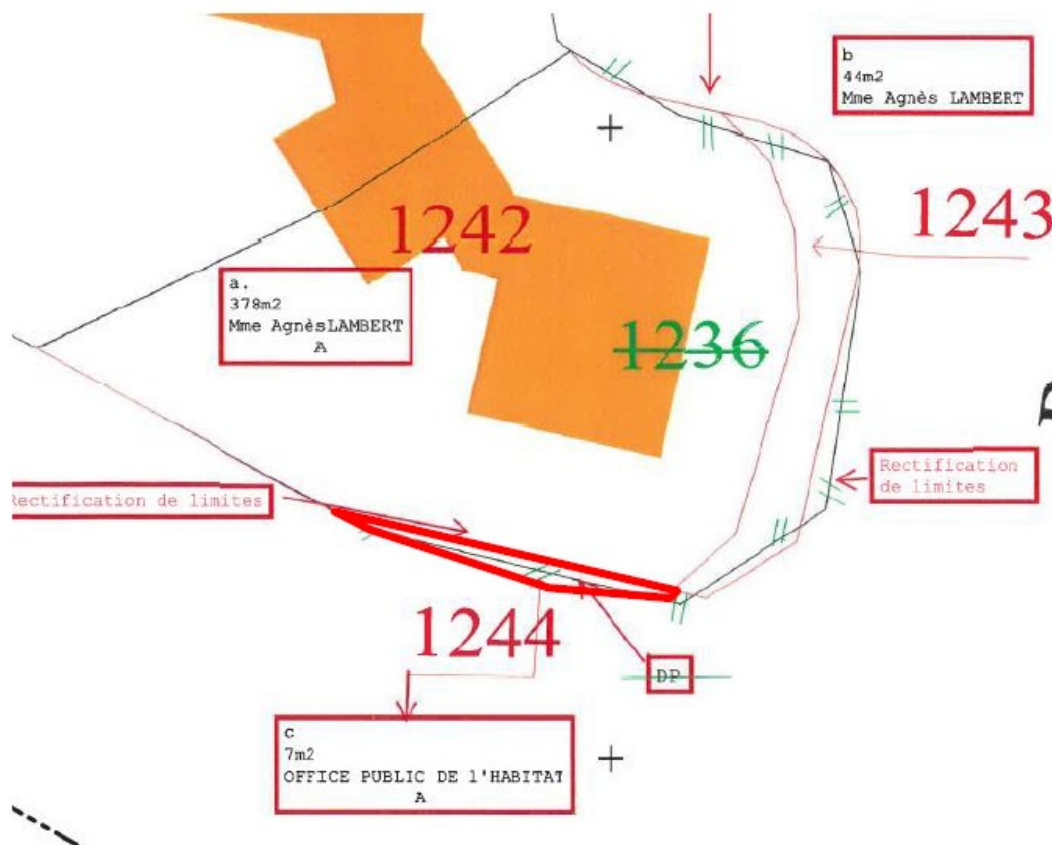 b
44m2
Mme Agnès LAMBERT
1243
1242
a.
378m2
Mme AgnèsLAMBERT
A
1236
Rectification
de limites
Rectification de limites
1244
DP
c
7m2
OFFICE PUBLIC DE l'HABITAT
A